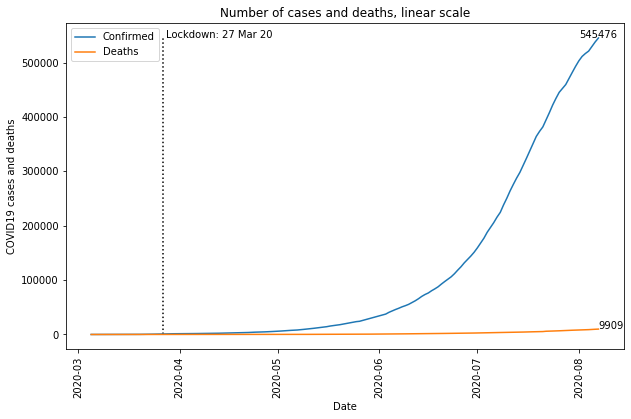 Number of cases and deaths, linear scale
Confirmed
Deaths
Lockdown: 27 Mar 20
545476
500000
400000
300000
200000
100000
0
9909
COVID19 cases and deaths
2020-03
2020-04
2020-05
2020-06
2020-07
2020-08
Date